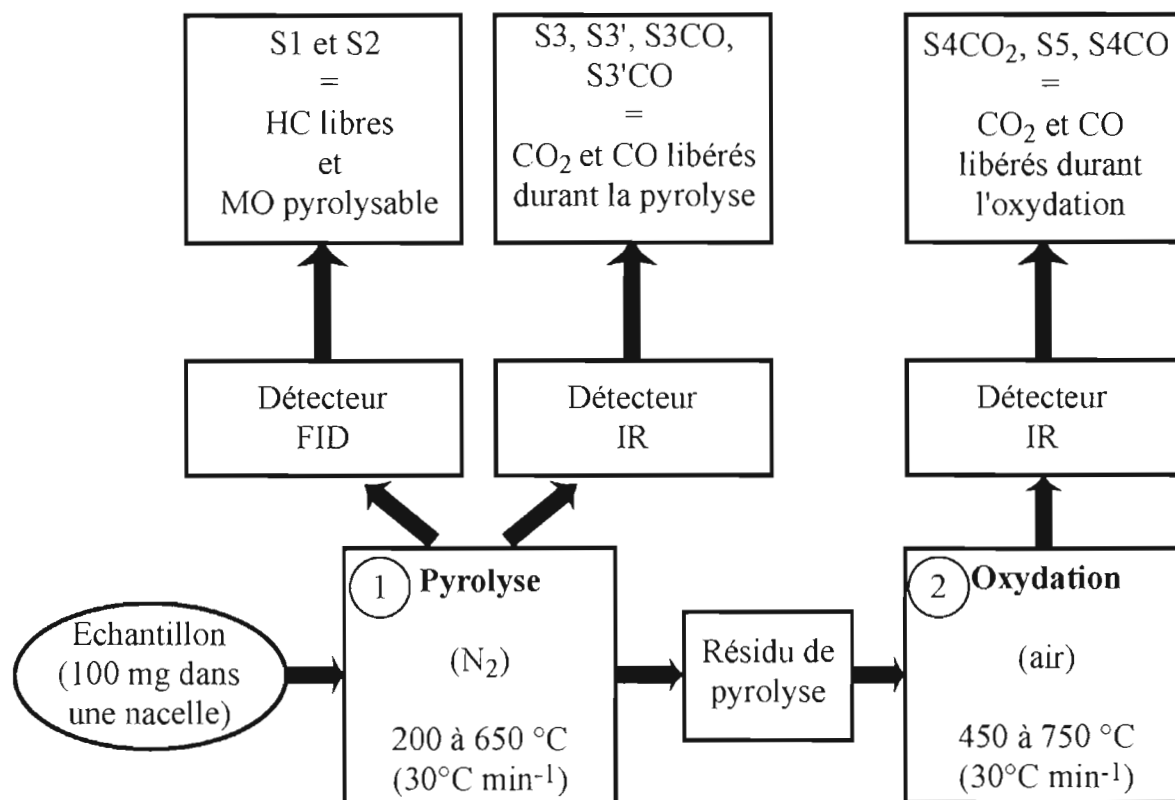 S1 et S2
=
HC libres
et
MO pyrolysable
S3, S3', S3CO,
S3'CO
=
CO₂ et CO libérés
durant la pyrolyse
S4CO₂, S5, S4CO
=
CO₂ et CO
libérés durant
l'oxydation
Détecteur
FID
Détecteur
IR
Détecteur
IR
Echantillon
(100 mg dans
une nacelle)
1 Pyrolyse
(N₂)
200 à 650 °C
(30°C min⁻¹)
Résidu de
pyrolyse
2 Oxydation
(air)
450 à 750 °C
(30°C min⁻¹)